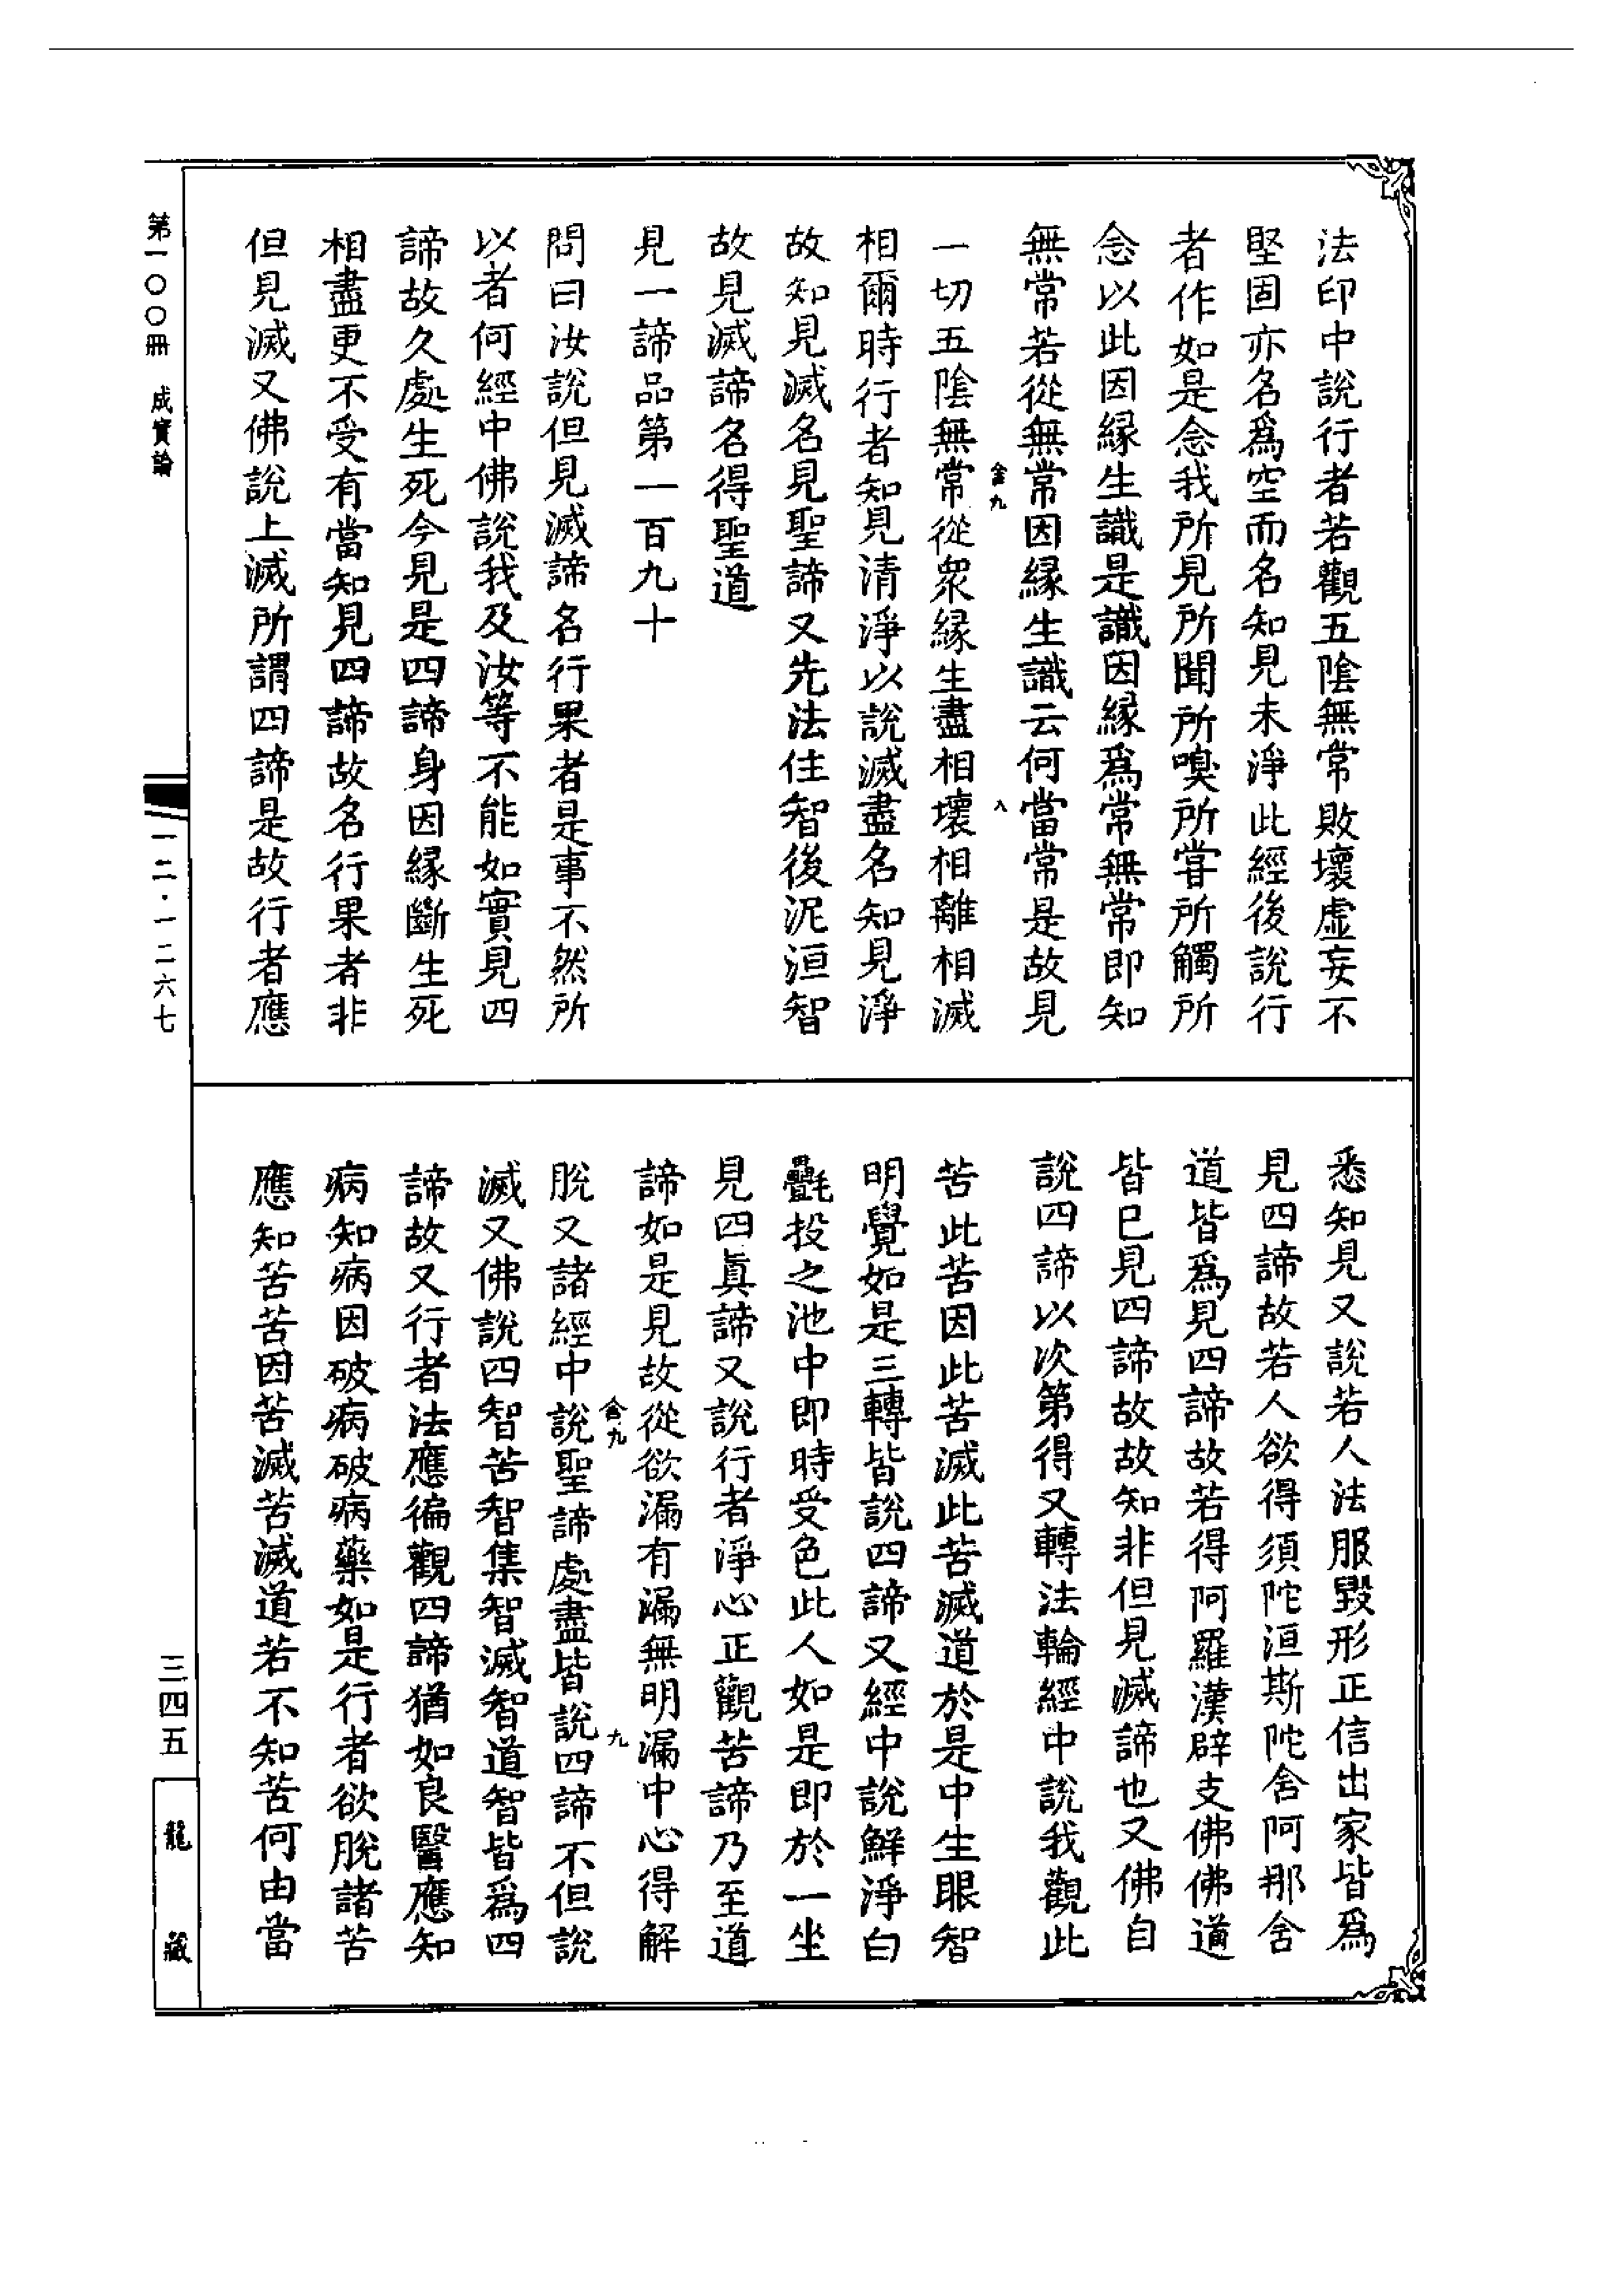 法印中說行者若觀五陰無常敗壞虛妄不
堅固亦名爲空而名知見未淨此經後說行
者作如是念我所見所聞所嗅所甞所觸所
念以此因緣生識是識因緣爲常無常即知
無常若從無常因緣生識云何當常是故見
一切五陰無常從衆緣生盡相壞相離相滅
相爾時行者知見清淨以說滅盡名知見淨
故知見滅名見聖諦又先法住智後泥洹智
故見滅諦名得聖道
見一諦品第一百九十
問曰汝說但見滅諦名行果者是事不然所
以者何經中佛說我及汝等不能如實見四
諦故久處生死今見是四諦身因緣斷生死
相盡更不受有當知見四諦故名行果者非
但見滅又佛說上滅所謂四諦是故行者應
悉知見又說若人法服毀形正信出家皆爲
見四諦故若人欲得須陀洹斯陀含阿那含
道皆爲見四諦故若得阿羅漢辟支佛佛道
皆已見四諦故故知非但見滅諦也又佛自
說四諦以次第得又轉法輪經中說我觀此
苦此苦因此苦滅此苦滅道於是中生眼智
明覺如是三轉皆說四諦又經中說鮮淨白
氎投之池中即時受色此人如是即於一坐
見四眞諦又說行者淨心正觀苦諦乃至道
諦如是見故從欲漏有漏無明漏中心得解
脫又諸經中說聖諦處盡皆說四諦不但說
滅又佛說四智苦智集智滅智道智皆爲四
諦故又行者法應徧觀四諦猶如良醫應知
病知病因破病破病藥如是行者欲脫諸苦
應知苦苦因苦滅苦滅道若不知苦何由當
第一〇〇冊 成實論
一二·一二六七
三四五
龍藏
八
九